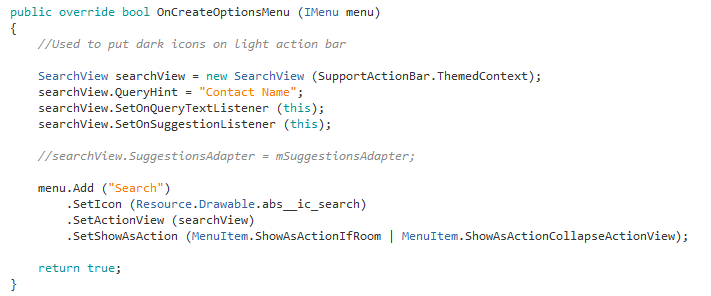 public override bool OnCreateOptionsMenu (IMenu menu)
{
    //Used to put dark icons on light action bar

    SearchView searchView = new SearchView (SupportActionBar.ThemedContext);
    searchView.QueryHint = "Contact Name";
    searchView.SetOnQueryTextListener (this);
    searchView.SetOnSuggestionListener (this);

    //searchView.SuggestionsAdapter = mSuggestionsAdapter;

    menu.Add ("Search")
        .SetIcon (Resource.Drawable.abs__ic_search)
        .SetActionView (searchView)
        .SetShowAsAction (MenuItem.ShowAsActionIfRoom | MenuItem.ShowAsActionCollapseActionView);

    return true;
}